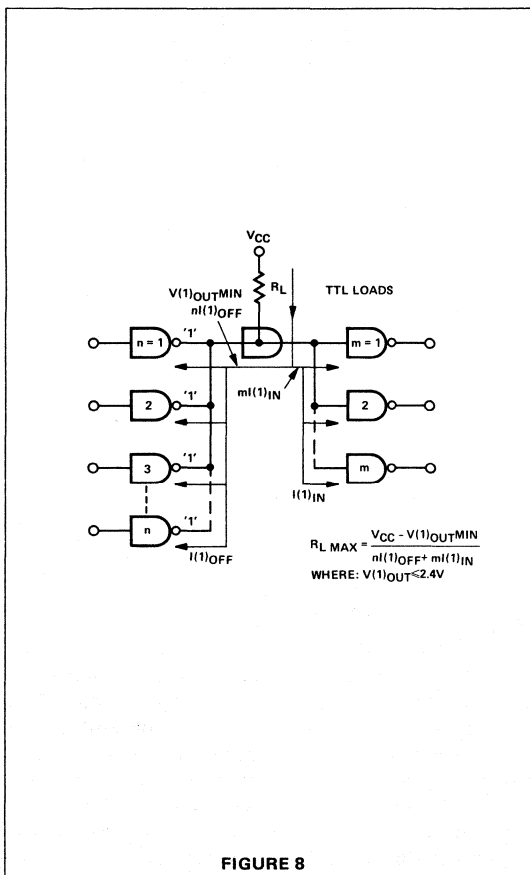 VCC
RL
TTL LOADS
V(1)OUTMIN
nI(1)OFF
n = 1
'1'
m = 1
mI(1)IN
2
'1'
2
3
'1'
m
n
'1'
I(1)IN
I(1)OFF
RL MAX = VCC - V(1)OUTMIN
nI(1)OFF + mI(1)IN
WHERE: V(1)OUT≤2.4V
FIGURE 8